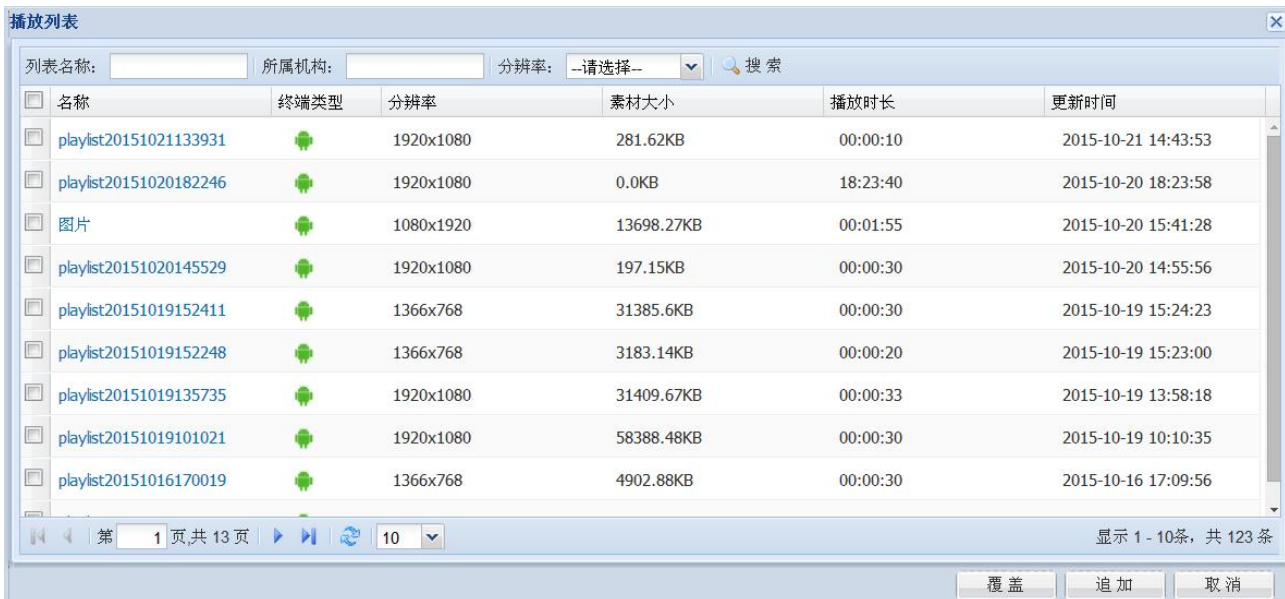 播放列表
列表名称: 所属机构: 分辨率: --请选择-- 搜 索
名称 终端类型 分辨率 素材大小 播放时长 更新时间
playlist20151021133931 1920x1080 281.62KB 00:00:10 2015-10-21 14:43:53
playlist20151020182246 1920x1080 0.0KB 18:23:40 2015-10-20 18:23:58
图片 1080x1920 13698.27KB 00:01:55 2015-10-20 15:41:28
playlist20151020145529 1920x1080 197.15KB 00:00:30 2015-10-20 14:55:56
playlist20151019152411 1366x768 31385.6KB 00:00:30 2015-10-19 15:24:23
playlist20151019152248 1366x768 3183.14KB 00:00:20 2015-10-19 15:23:00
playlist20151019135735 1920x1080 31409.67KB 00:00:33 2015-10-19 13:58:18
playlist20151019101021 1920x1080 58388.48KB 00:00:30 2015-10-19 10:10:35
playlist20151016170019 1366x768 4902.88KB 00:00:30 2015-10-16 17:09:56
第 1 页,共 13 页 10 显示 1 - 10条，共 123 条
覆 盖 追 加 取 消